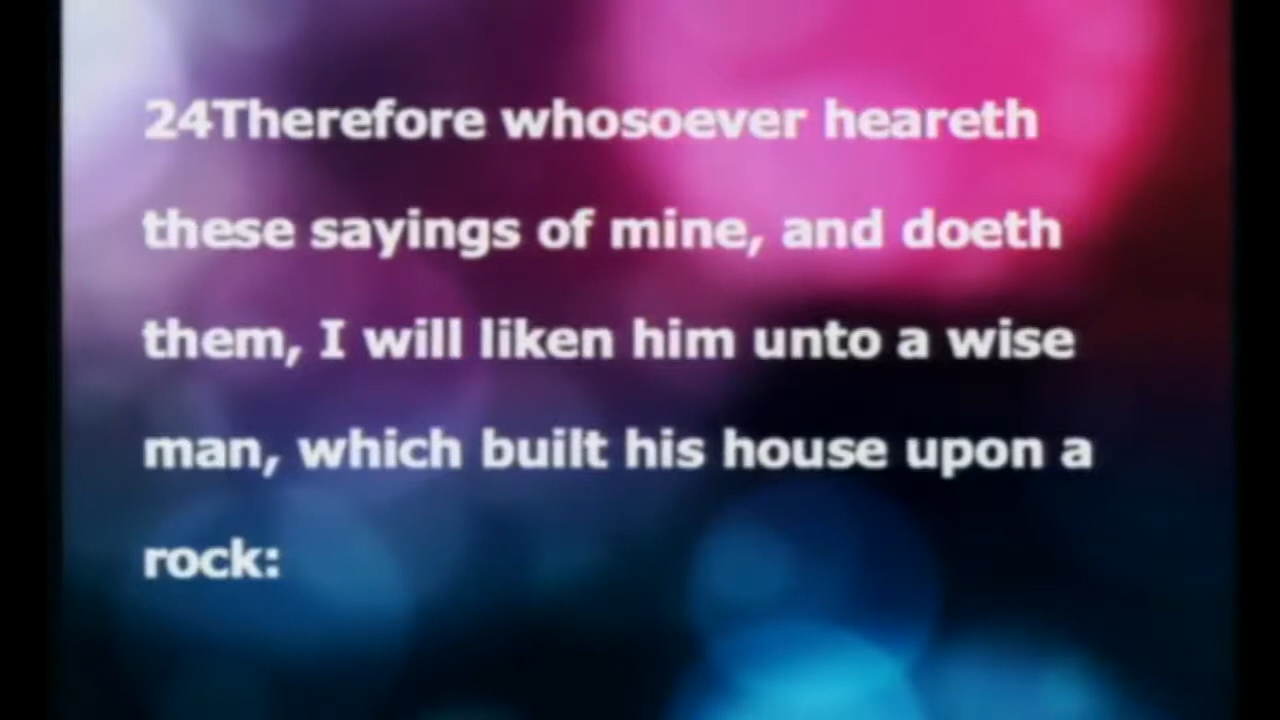 24Therefore whosoever heareth
these sayings of mine, and doeth
them, I will liken him unto a wise
man, which built his house upon a
rock: